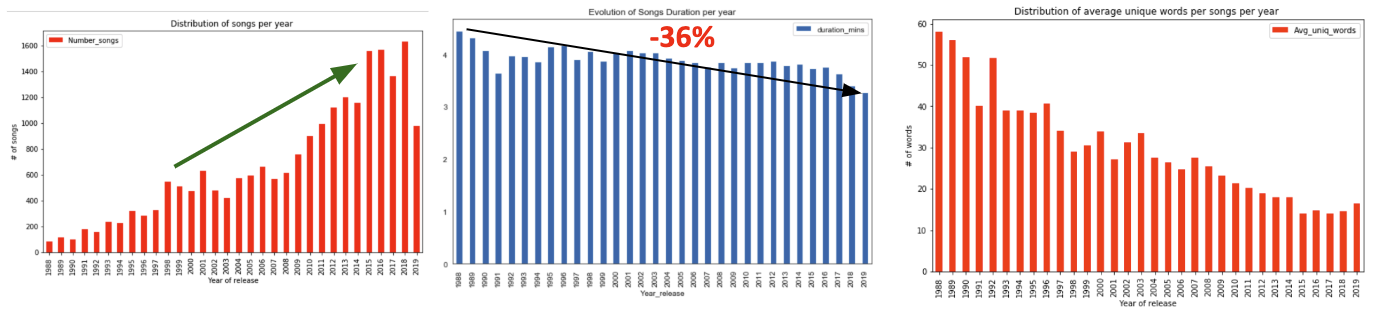 Distribution of songs per year
Number_songs
1600
1400
1200
1000
800
600
400
200
0
# of songs
1988 1989 1990 1991 1992 1993 1994 1995 1996 1997 1998 1999 2000 2001 2002 2003 2004 2005 2006 2007 2008 2009 2010 2011 2012 2013 2014 2015 2016 2017 2018 2019
Year of release
Evolution of Songs Duration per year
-36%
duration_mins
4
3
2
1
0
1988 1989 1990 1991 1992 1993 1994 1995 1996 1997 1998 1999 2000 2001 2002 2003 2004 2005 2006 2007 2008 2009 2010 2011 2012 2013 2014 2015 2016 2017 2018 2019
Year_release
Distribution of average unique words per songs per year
Avg_uniq_words
60
50
40
30
20
10
0
# of words
1988 1989 1990 1991 1992 1993 1994 1995 1996 1997 1998 1999 2000 2001 2002 2003 2004 2005 2006 2007 2008 2009 2010 2011 2012 2013 2014 2015 2016 2017 2018 2019
Year of release